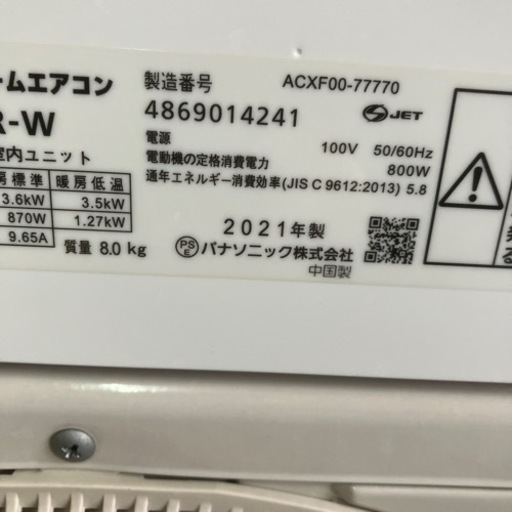 ームエアコン
製造番号
ACXF00-77770
R-W
4869014241
JET
室内ユニット
電源
100V 50/60Hz
電動機の定格消費電力
800W
通年エネルギー消費効率(JIS C 9612:2013) 5.8
房標準 暖房低温
3.6kW 3.5kW
870W 1.27kW
9.65A
質量 8.0 kg
2021年製
PSE パナソニック株式会社
中国製